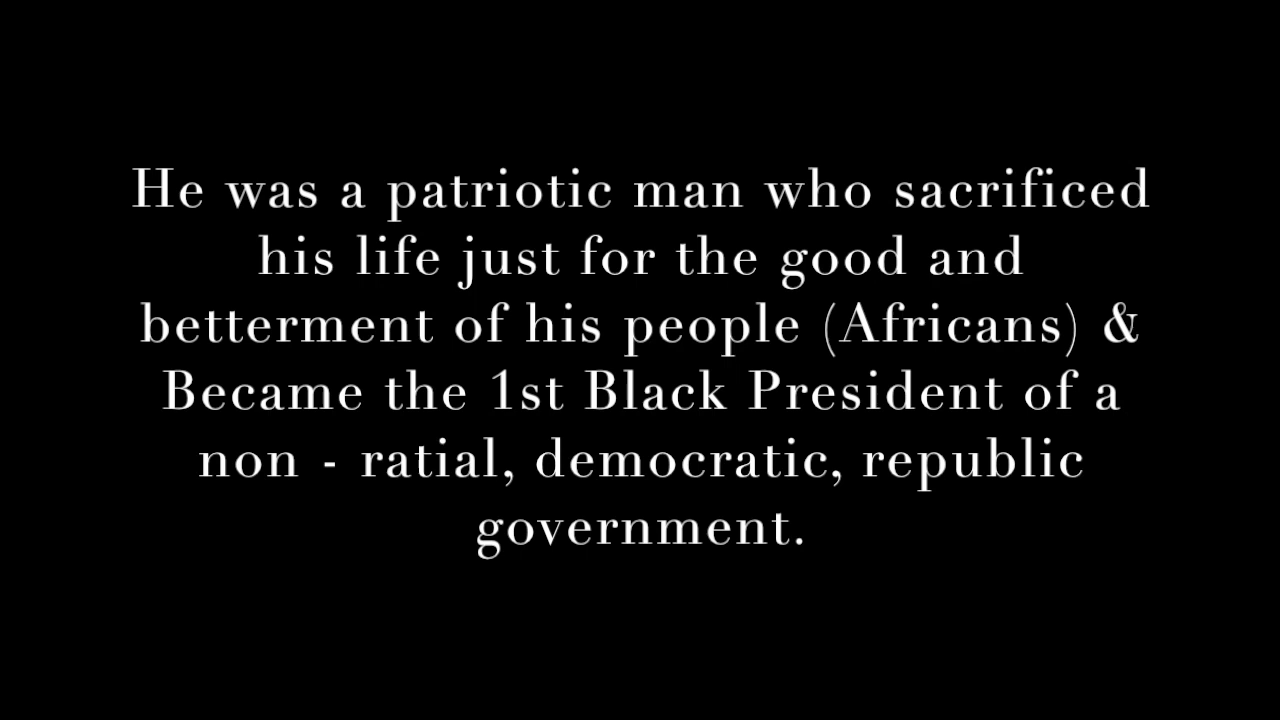 He was a patriotic man who sacrificed
his life just for the good and
betterment of his people (Africans) &
Became the 1st Black President of a
non - ratial, democratic, republic
government.